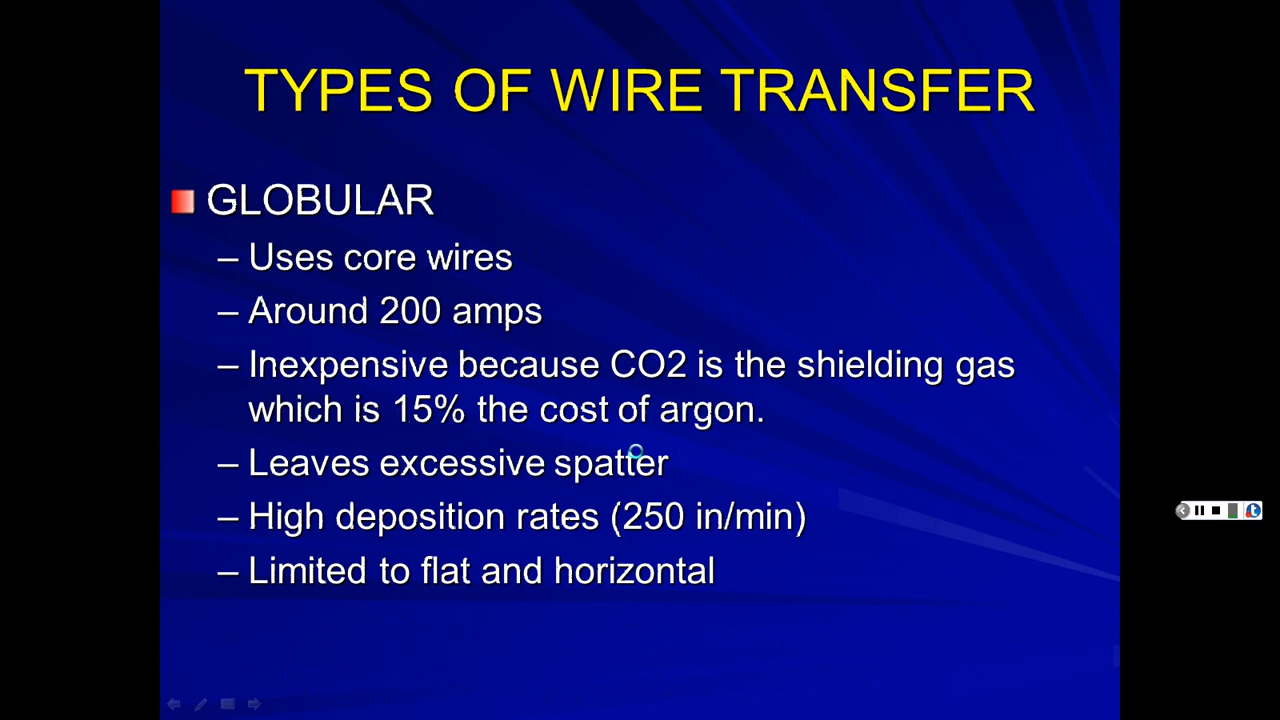 TYPES OF WIRE TRANSFER
GLOBULAR
– Uses core wires
– Around 200 amps
– Inexpensive because CO2 is the shielding gas
which is 15% the cost of argon.
– Leaves excessive spatter
– High deposition rates (250 in/min)
– Limited to flat and horizontal